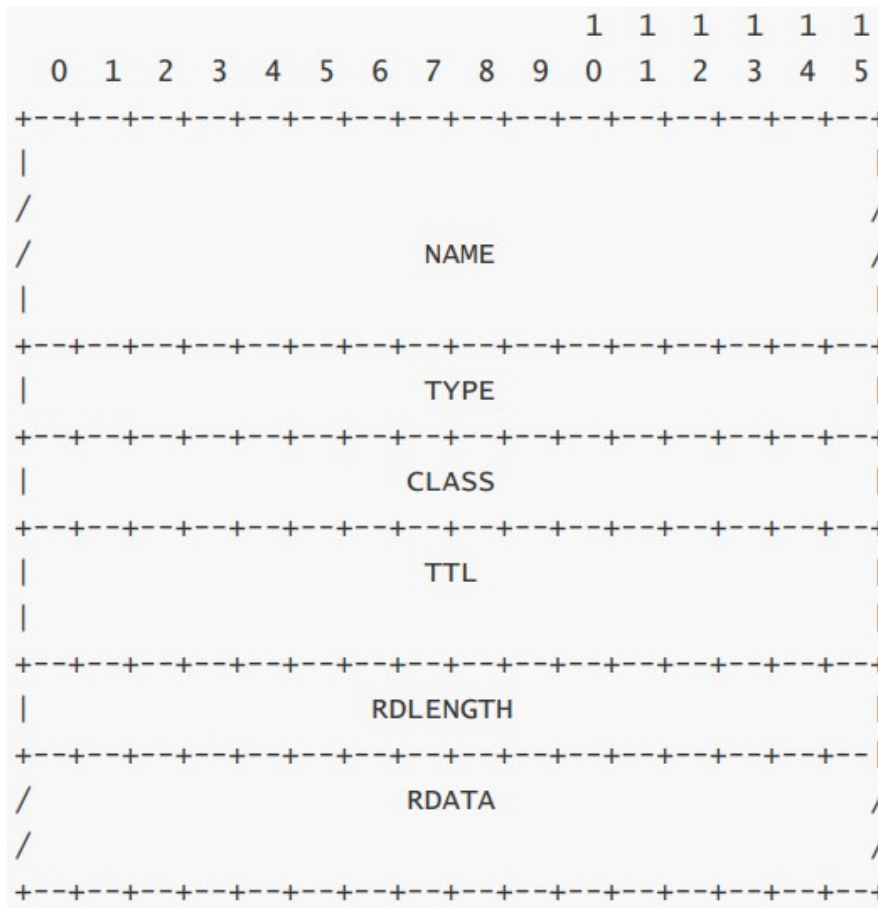 1  1  1  1  1  1
  0  1  2  3  4  5  6  7  8  9  0  1  2  3  4  5
+--+--+--+--+--+--+--+--+--+--+--+--+--+--+--+--+
|                                               |
/                                               /
/                      NAME                     /
|                                               |
+--+--+--+--+--+--+--+--+--+--+--+--+--+--+--+--+
|                      TYPE                     |
+--+--+--+--+--+--+--+--+--+--+--+--+--+--+--+--+
|                     CLASS                     |
+--+--+--+--+--+--+--+--+--+--+--+--+--+--+--+--+
|                      TTL                      |
|                                               |
+--+--+--+--+--+--+--+--+--+--+--+--+--+--+--+--+
|                   RDLENGTH                    |
+--+--+--+--+--+--+--+--+--+--+--+--+--+--+--+--|
/                     RDATA                     /
/                                               /
+--+--+--+--+--+--+--+--+--+--+--+--+--+--+--+--+